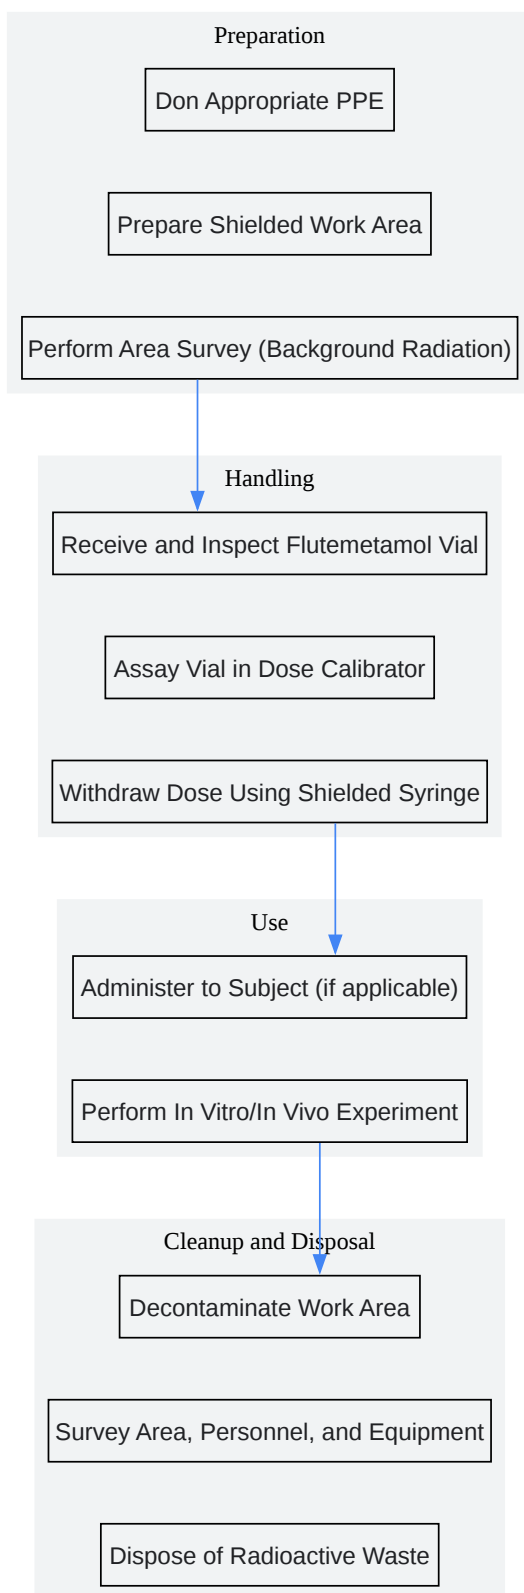 Preparation
Don Appropriate PPE
Prepare Shielded Work Area
Perform Area Survey (Background Radiation)
Handling
Receive and Inspect Flutemetamol Vial
Assay Vial in Dose Calibrator
Withdraw Dose Using Shielded Syringe
Use
Administer to Subject (if applicable)
Perform In Vitro/In Vivo Experiment
Cleanup and Disposal
Decontaminate Work Area
Survey Area, Personnel, and Equipment
Dispose of Radioactive Waste